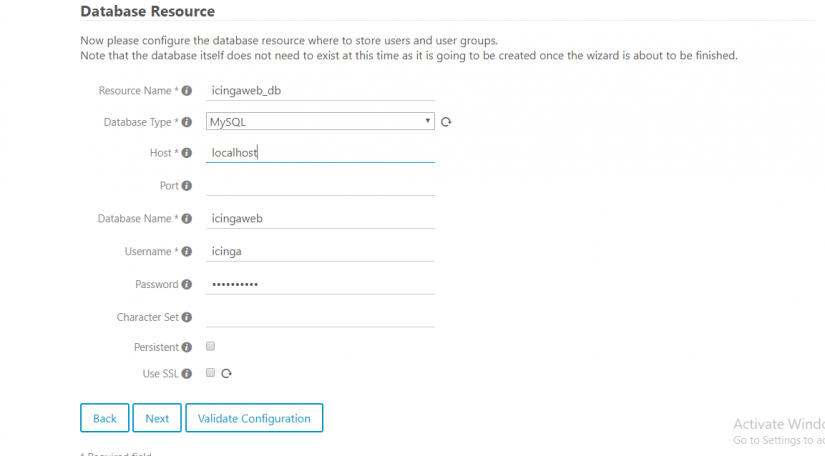 Database Resource
Now please configure the database resource where to store users and user groups.
Note that the database itself does not need to exist at this time as it is going to be created once the wizard is about to be finished.
Resource Name * icingaweb_db
Database Type * MySQL
Host * localhost
Port
Database Name * icingaweb
Username * icinga
Password ••••••••••
Character Set
Persistent
Use SSL
Back Next Validate Configuration
Activate Windo
Go to Settings to ac
* Required field